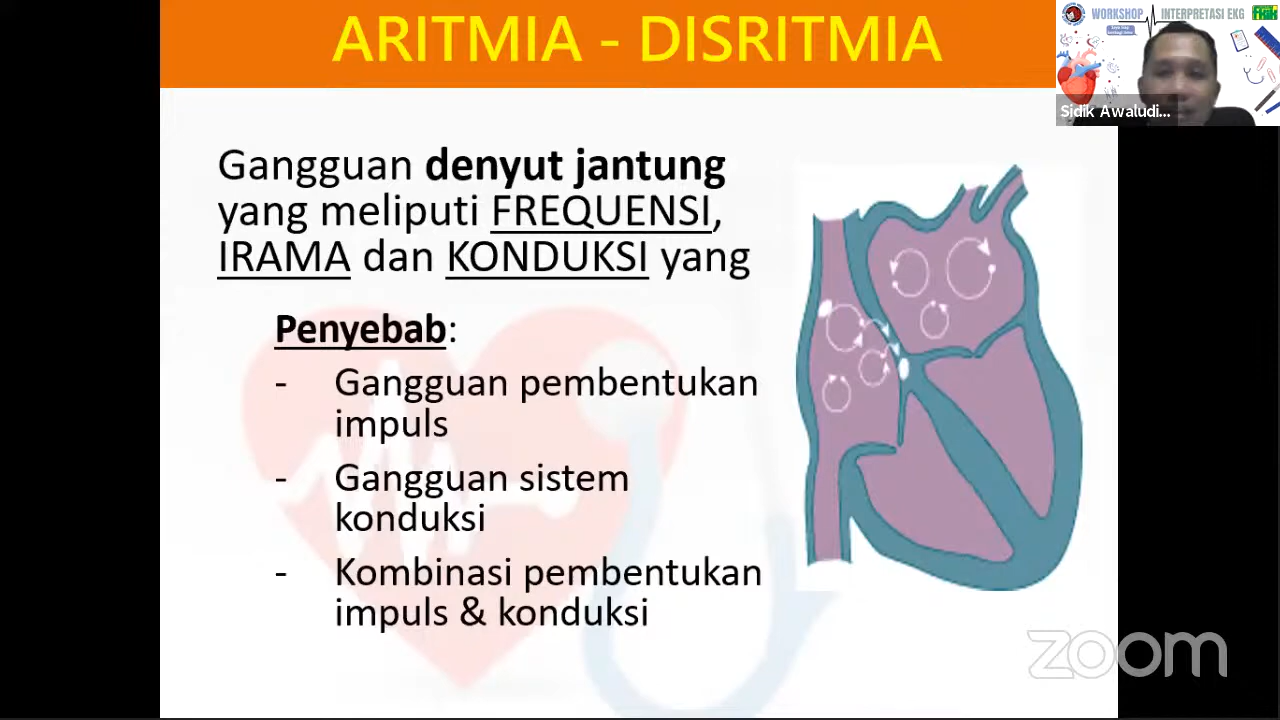 ARITMIA - DISRITMIA
WORKSHOP INTERPRETASI EKG
Sidik Awaludi...
Gangguan denyut jantung
yang meliputi FREQUENSI,
IRAMA dan KONDUKSI yang
Penyebab:
- Gangguan pembentukan
impuls
- Gangguan sistem
konduksi
- Kombinasi pembentukan
impuls & konduksi
zoom